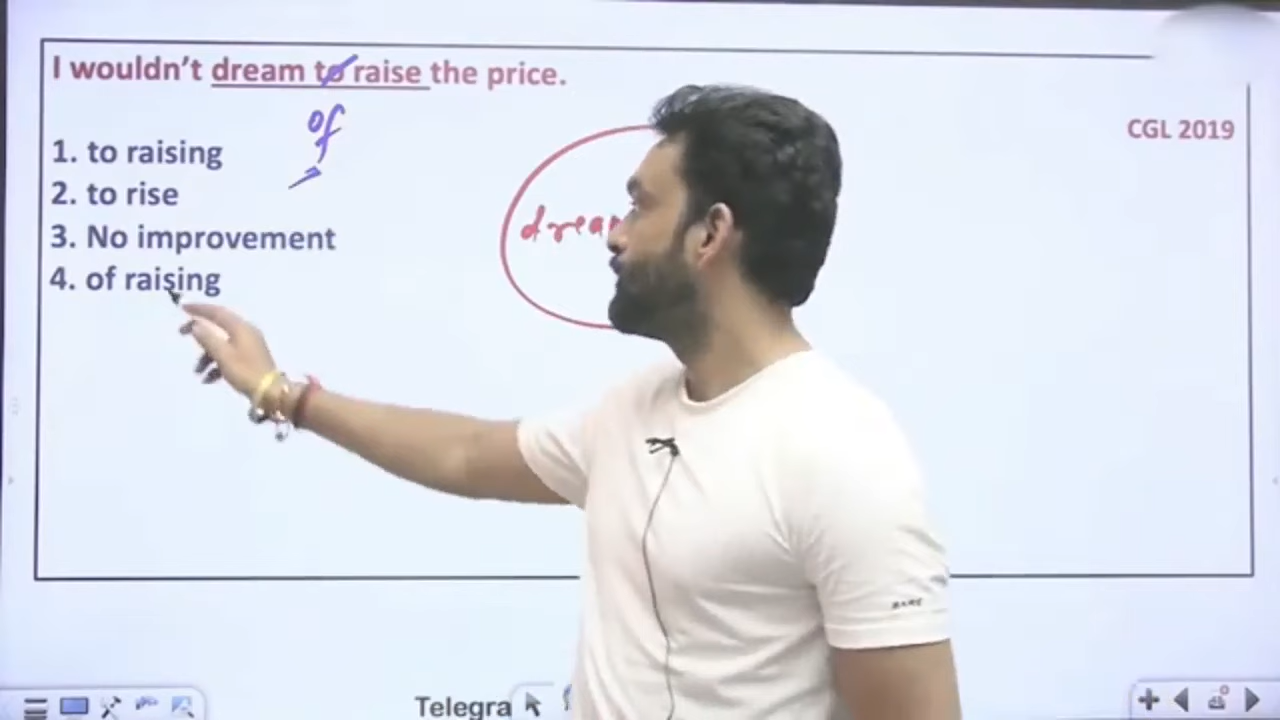 I wouldn't dream to raise the price.
of
CGL 2019
1. to raising
2. to rise
3. No improvement
4. of raising
BARE
Telegra